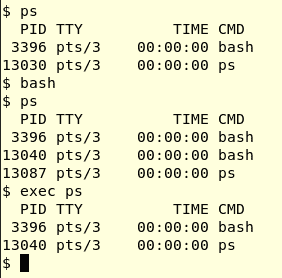 $ ps
  PID TTY          TIME CMD
 3396 pts/3    00:00:00 bash
13030 pts/3    00:00:00 ps
$ bash
$ ps
  PID TTY          TIME CMD
 3396 pts/3    00:00:00 bash
13040 pts/3    00:00:00 bash
13087 pts/3    00:00:00 ps
$ exec ps
  PID TTY          TIME CMD
 3396 pts/3    00:00:00 bash
13040 pts/3    00:00:00 ps
$